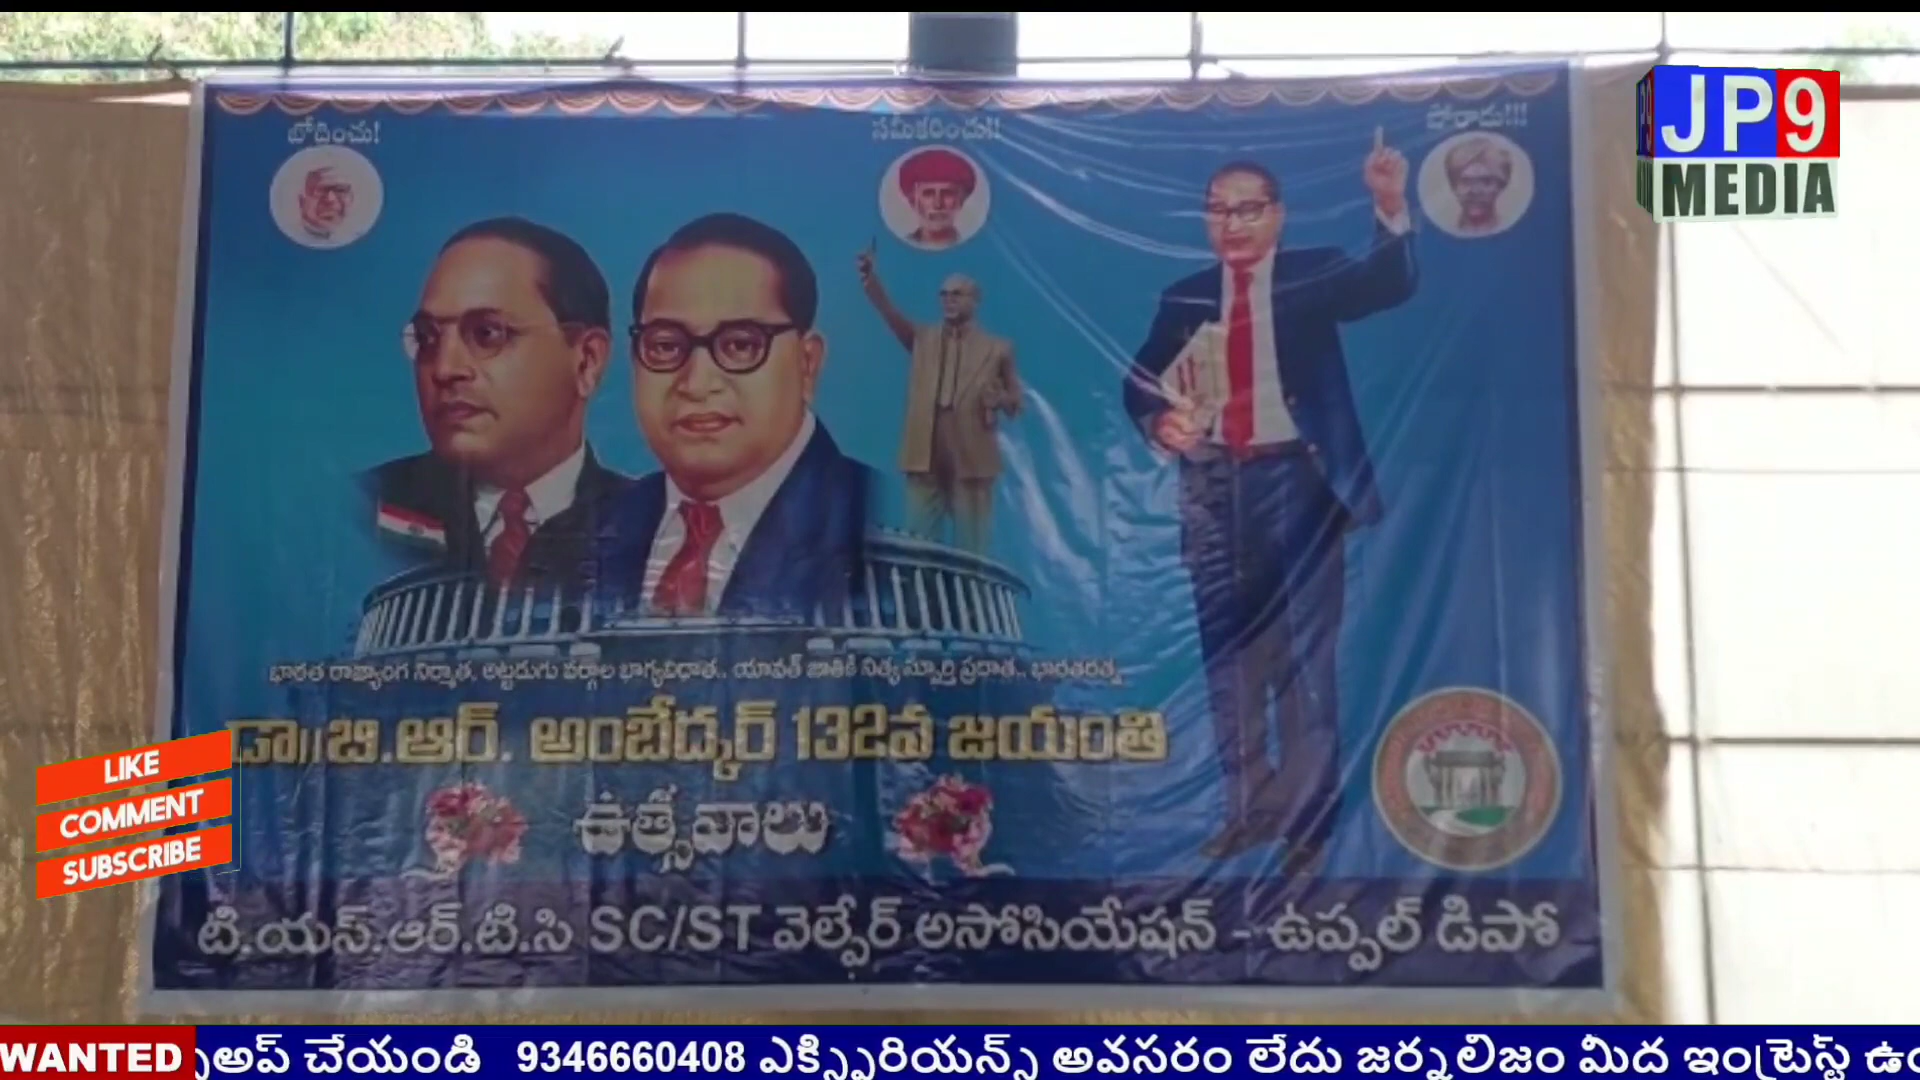 బోధించు! సమీకరించు!! పోరాడు!!!
JP9
MEDIA
భారత రాజ్యాంగ నిర్మాత, అట్టడుగు వర్గాల భాగ్యవిధాత.. యావత్ జాతికి నిత్య స్ఫూర్తి ప్రదాత.. భారతరత్న
డా||బి.ఆర్. అంబేద్కర్ 132వ జయంతి
ఉత్సవాలు
LIKE
COMMENT
SUBSCRIBE
టి.యస్.ఆర్.టి.సి SC/ST వెల్ఫేర్ అసోసియేషన్ - ఉప్పల్ డిపో
WANTED అప్ చేయండి 9346660408 ఎక్స్పిరియన్స్ అవసరం లేదు జర్నలిజం మీద ఇంట్రెస్ట్